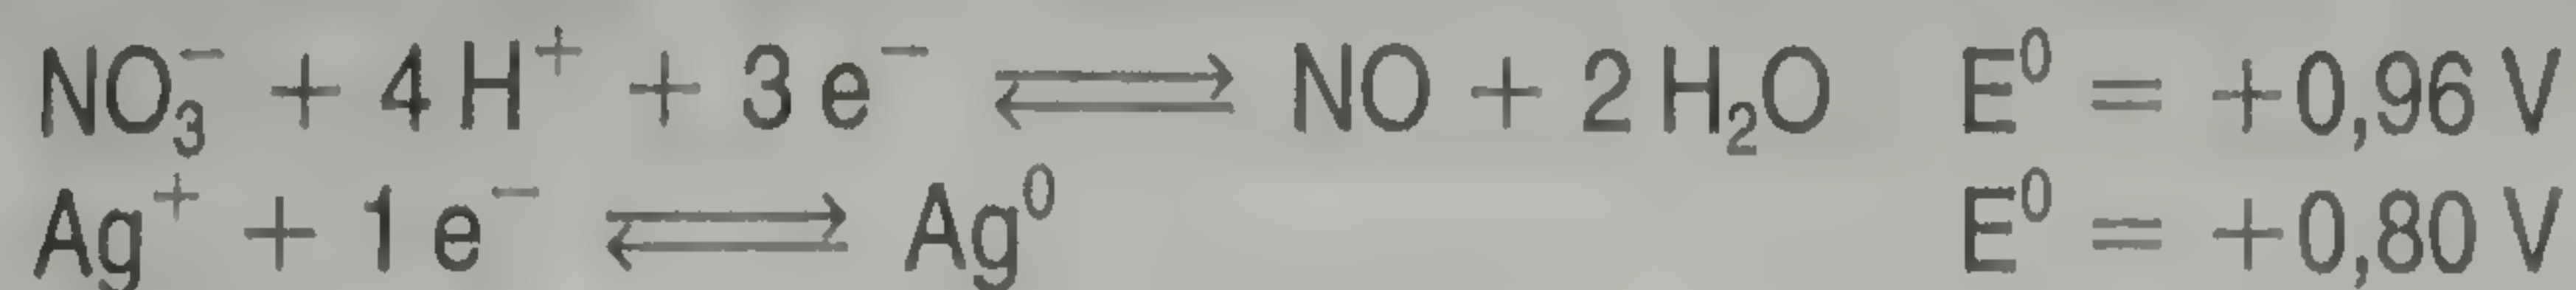 NO₃⁻ + 4 H⁺ + 3 e⁻ ⇌ NO + 2 H₂O E⁰ = +0,96 V
Ag⁺ + 1 e⁻ ⇌ Ag⁰ E⁰ = +0,80 V